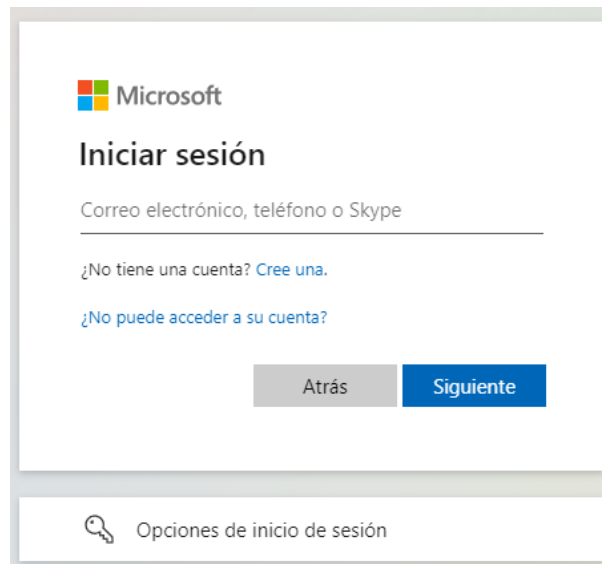 Microsoft
Iniciar sesión
Correo electrónico, teléfono o Skype
¿No tiene una cuenta? Cree una.
¿No puede acceder a su cuenta?
Atrás Siguiente
Opciones de inicio de sesión